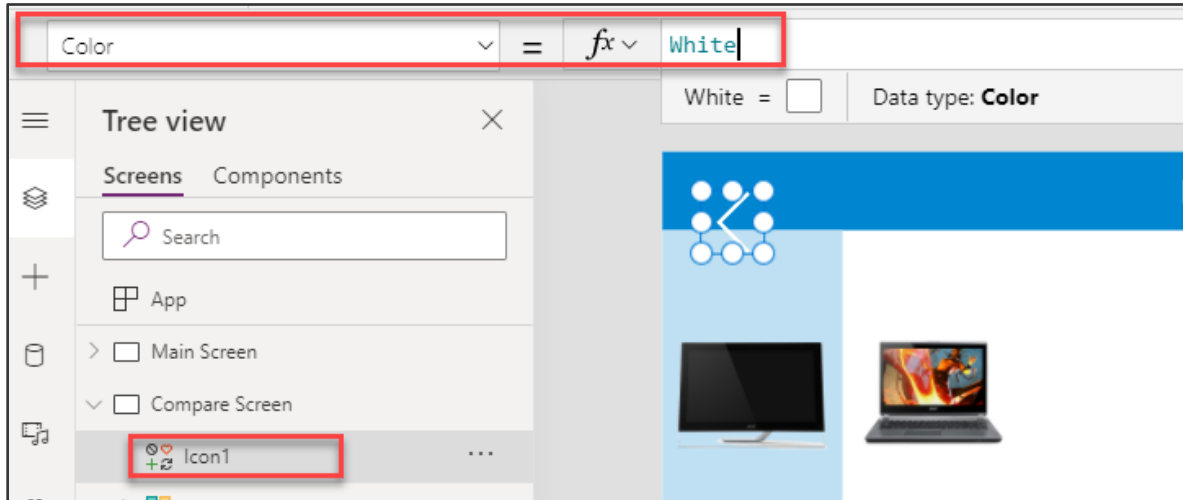 Color = fx White
White = Data type: Color
Tree view
Screens Components
Search
App
Main Screen
Compare Screen
Icon1 ...